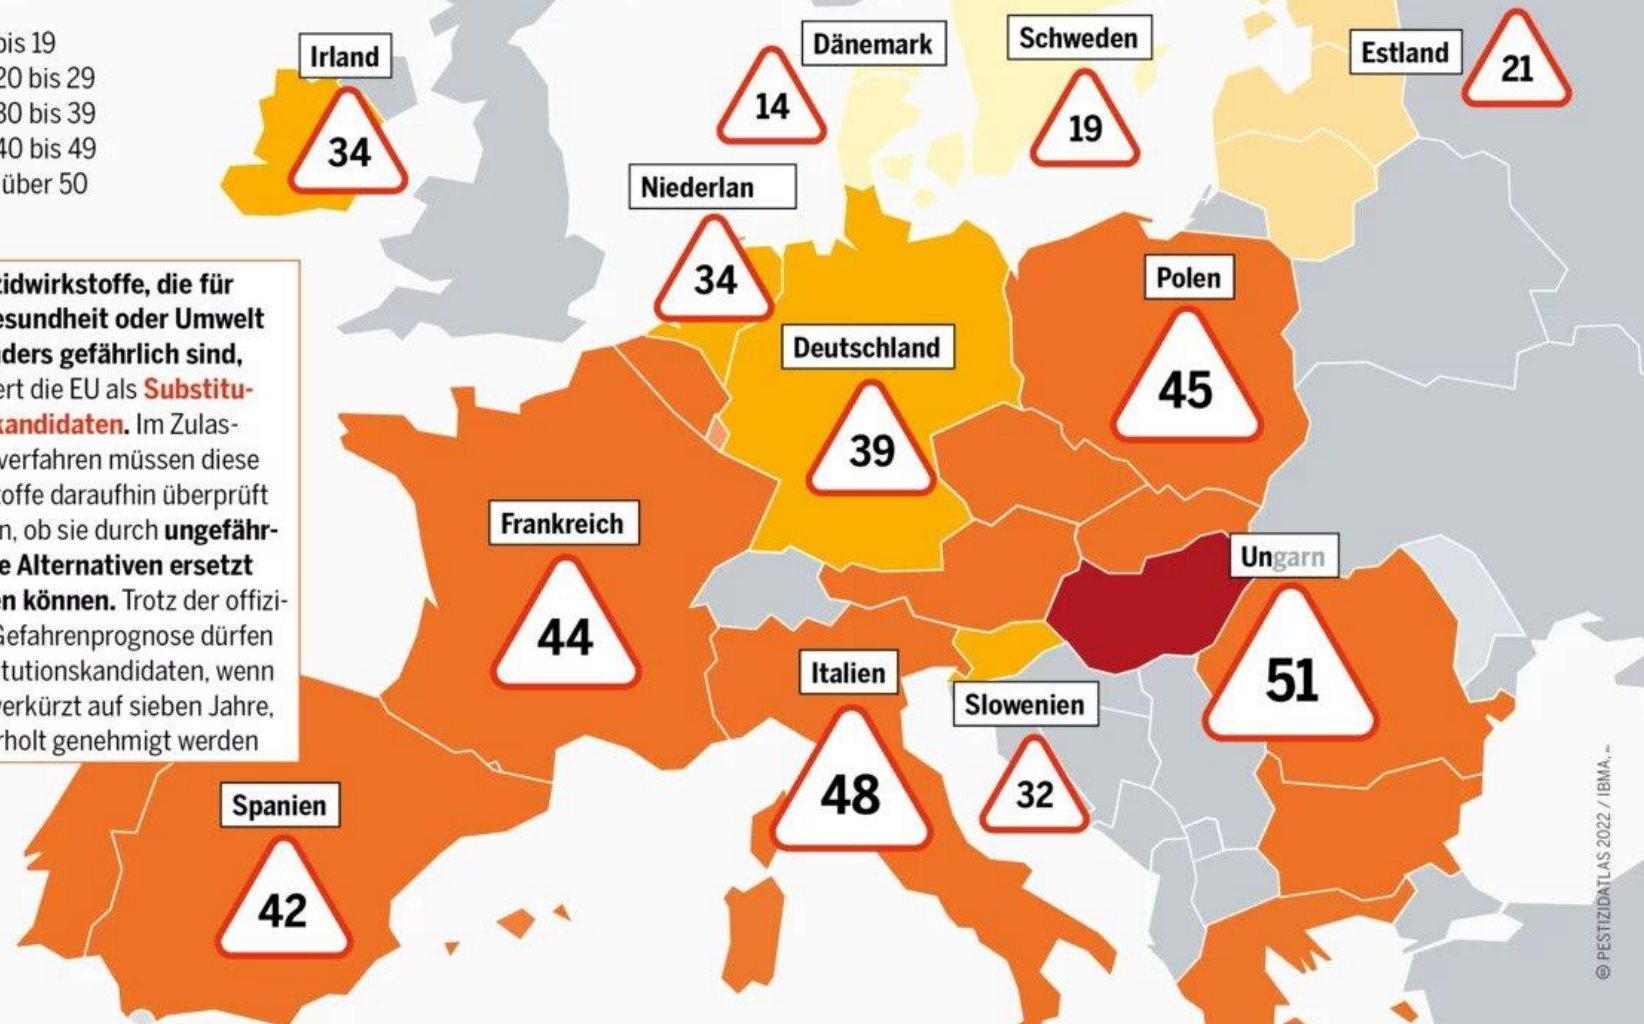 bis 19
20 bis 29
30 bis 39
40 bis 49
über 50
Irland
34
Dänemark
14
Schweden
19
Estland
21
Niederlan
34
Polen
45
Deutschland
39
zidwirkstoffe, die für
esundheit oder Umwelt
nders gefährlich sind,
ert die EU als Substitu-
kandidaten. Im Zulas-
verfahren müssen diese
toffe daraufhin überprüft
n, ob sie durch ungefähr-
e Alternativen ersetzt
en können. Trotz der offizi-
Gefahrenprognose dürfen
tutionskandidaten, wenn
verkürzt auf sieben Jahre,
rholt genehmigt werden
Frankreich
44
Ungarn
51
Italien
48
Slowenien
32
Spanien
42
PESTIZIDATLAS 2022 / IBMA,